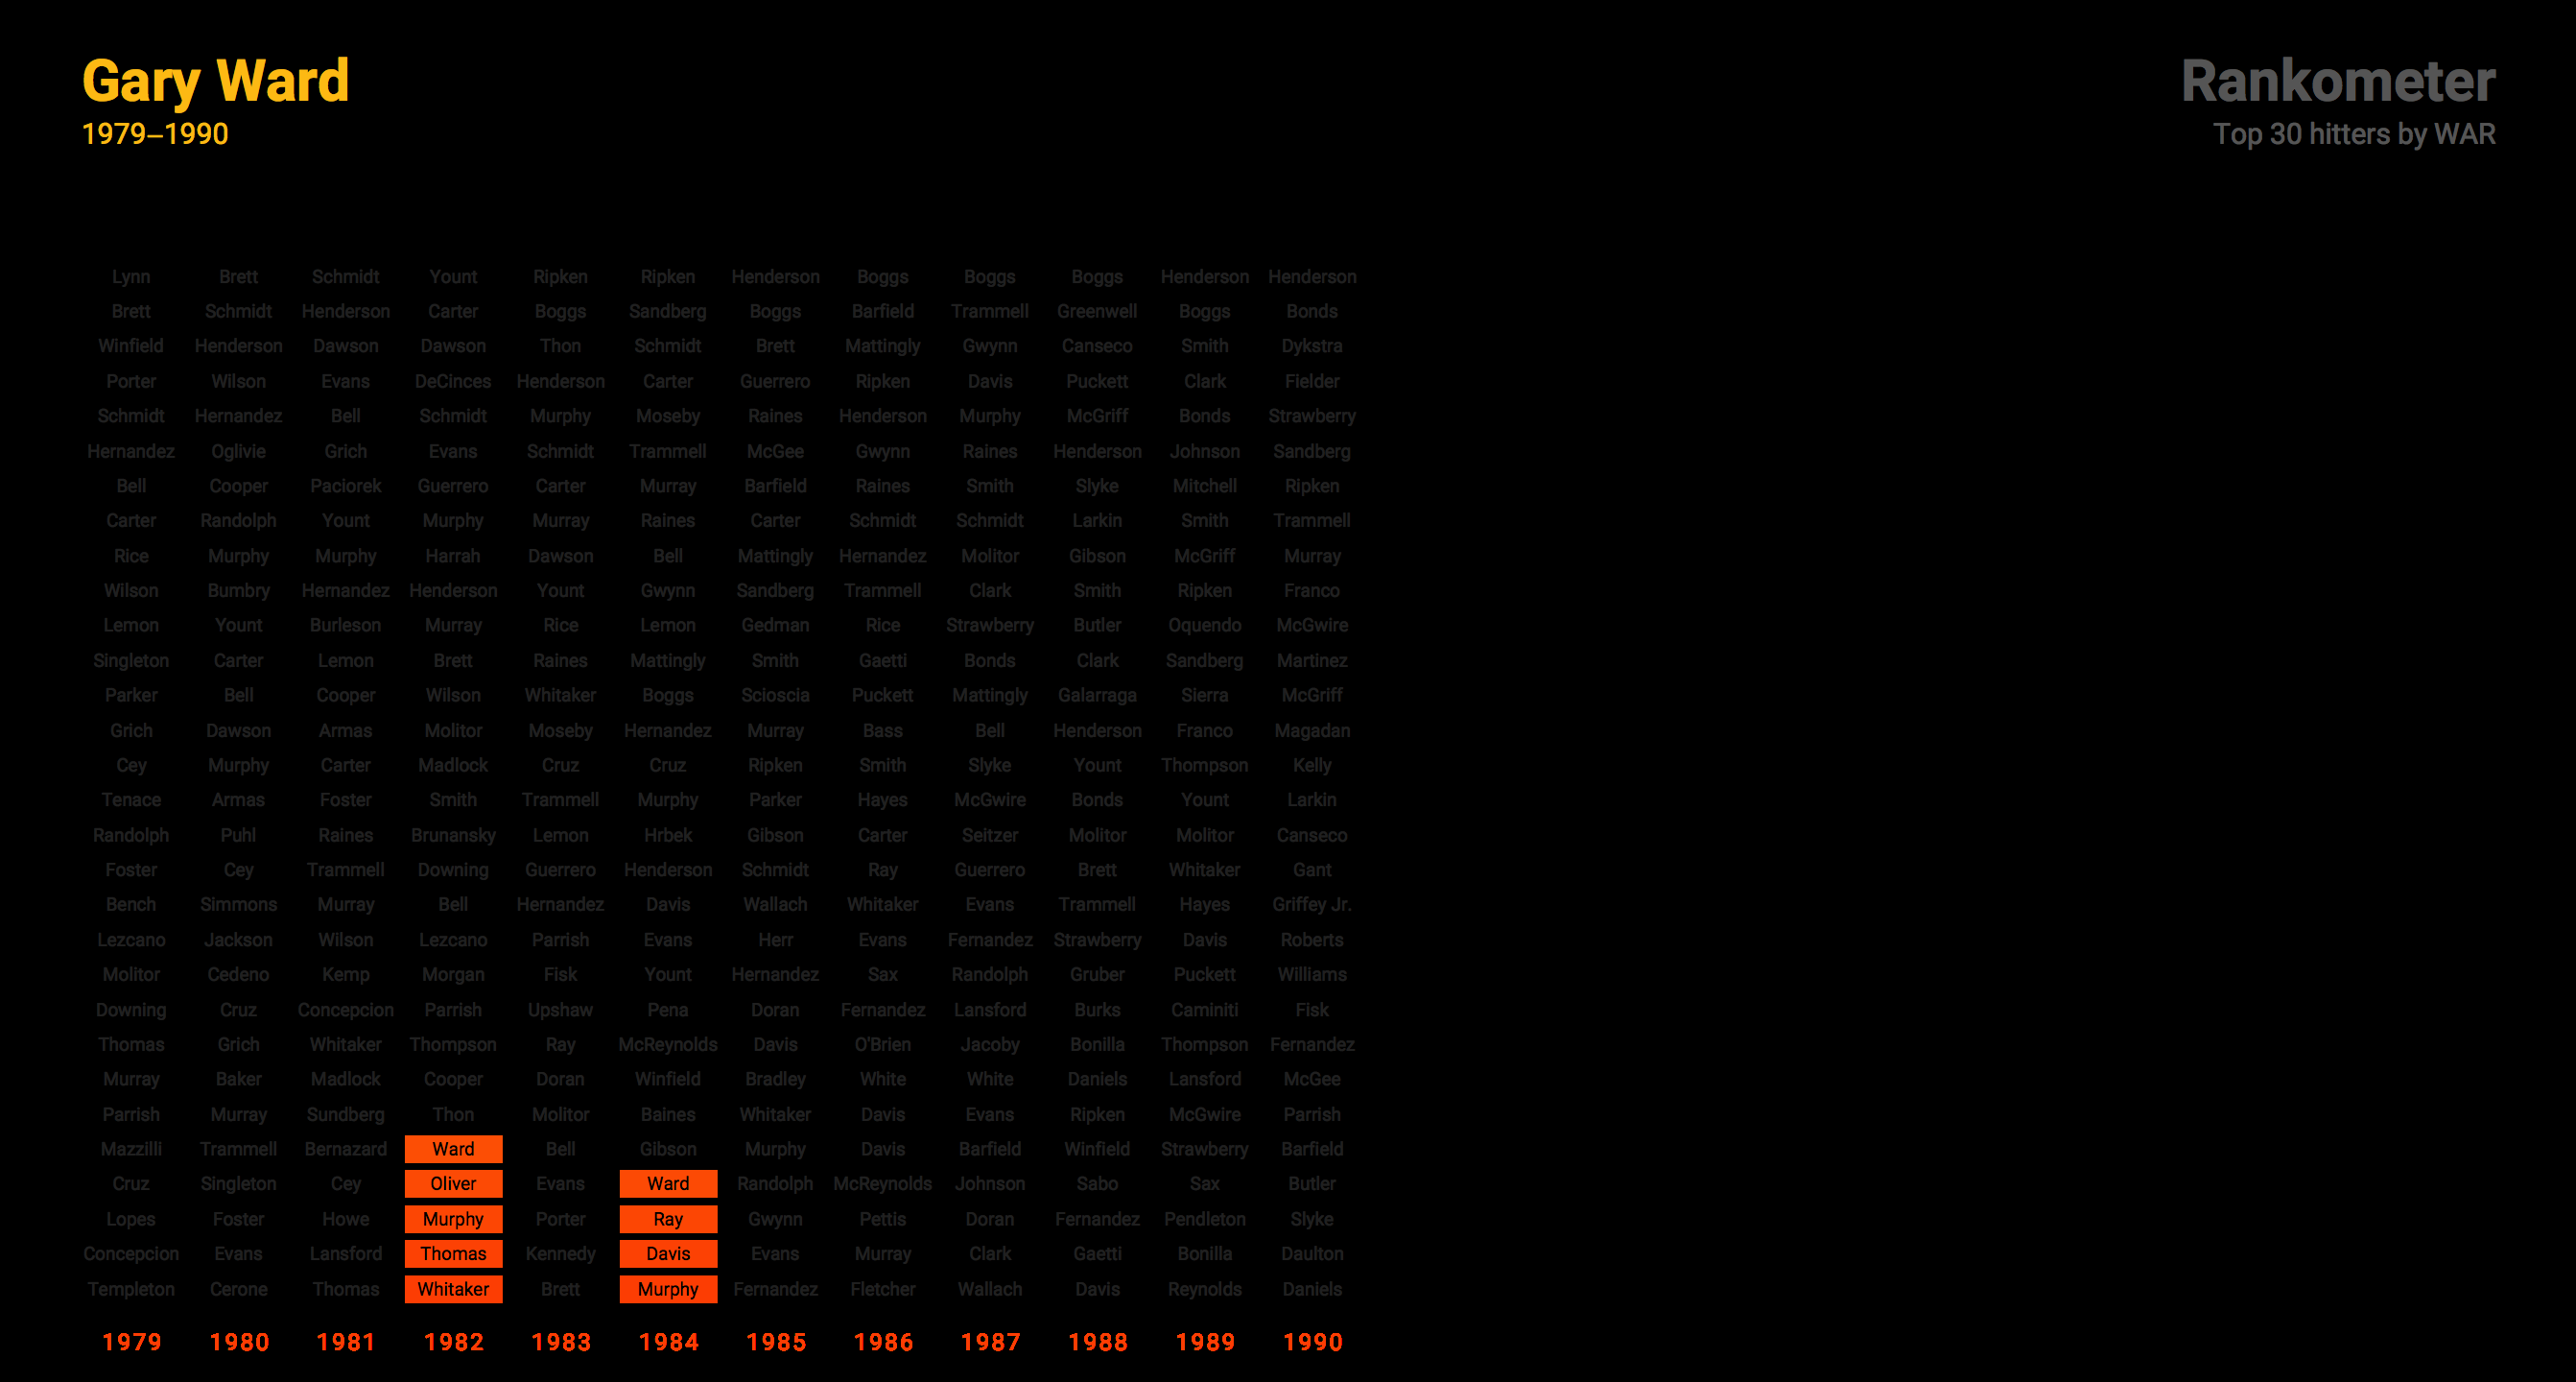 Gary Ward
1979–1990
Rankometer
Top 30 hitters by WAR
Lynn Brett Schmidt Yount Ripken Ripken Henderson Boggs Boggs Boggs Henderson Henderson
Brett Schmidt Henderson Carter Boggs Sandberg Boggs Barfield Trammell Greenwell Boggs Bonds
Winfield Henderson Dawson Dawson Thon Schmidt Brett Mattingly Gwynn Canseco Smith Dykstra
Porter Wilson Evans DeCinces Henderson Carter Guerrero Ripken Davis Puckett Clark Fielder
Schmidt Hernandez Bell Schmidt Murphy Moseby Raines Henderson Murphy McGriff Bonds Strawberry
Hernandez Oglivie Grich Evans Schmidt Trammell McGee Gwynn Raines Henderson Johnson Sandberg
Bell Cooper Paciorek Guerrero Carter Murray Barfield Raines Smith Slyke Mitchell Ripken
Carter Randolph Yount Murphy Murray Raines Carter Schmidt Schmidt Larkin Smith Trammell
Rice Murphy Murphy Harrah Dawson Bell Mattingly Hernandez Molitor Gibson McGriff Murray
Wilson Bumbry Hernandez Henderson Yount Gwynn Sandberg Trammell Clark Smith Ripken Franco
Lemon Yount Burleson Murray Rice Lemon Gedman Rice Strawberry Butler Oquendo McGwire
Singleton Carter Lemon Brett Raines Mattingly Smith Gaetti Bonds Clark Sandberg Martinez
Parker Bell Cooper Wilson Whitaker Boggs Scioscia Puckett Mattingly Galarraga Sierra McGriff
Grich Dawson Armas Molitor Moseby Hernandez Murray Bass Bell Henderson Franco Magadan
Cey Murphy Carter Madlock Cruz Cruz Ripken Smith Slyke Yount Thompson Kelly
Tenace Armas Foster Smith Trammell Murphy Parker Hayes McGwire Bonds Yount Larkin
Randolph Puhl Raines Brunansky Lemon Hrbek Gibson Carter Seitzer Molitor Molitor Canseco
Foster Cey Trammell Downing Guerrero Henderson Schmidt Ray Guerrero Brett Whitaker Gant
Bench Simmons Murray Bell Hernandez Davis Wallach Whitaker Evans Trammell Hayes Griffey Jr.
Lezcano Jackson Wilson Lezcano Parrish Evans Herr Evans Fernandez Strawberry Davis Roberts
Molitor Cedeno Kemp Morgan Fisk Yount Hernandez Sax Randolph Gruber Puckett Williams
Downing Cruz Concepcion Parrish Upshaw Pena Doran Fernandez Lansford Burks Caminiti Fisk
Thomas Grich Whitaker Thompson Ray McReynolds Davis O'Brien Jacoby Bonilla Thompson Fernandez
Murray Baker Madlock Cooper Doran Winfield Bradley White White Daniels Lansford McGee
Parrish Murray Sundberg Thon Molitor Baines Whitaker Davis Evans Ripken McGwire Parrish
Mazzilli Trammell Bernazard Ward Bell Gibson Murphy Davis Barfield Winfield Strawberry Barfield
Cruz Singleton Cey Oliver Evans Ward Randolph McReynolds Johnson Sabo Sax Butler
Lopes Foster Howe Murphy Porter Ray Gwynn Pettis Doran Fernandez Pendleton Slyke
Concepcion Evans Lansford Thomas Kennedy Davis Evans Murray Clark Gaetti Bonilla Daulton
Templeton Cerone Thomas Whitaker Brett Murphy Fernandez Fletcher Wallach Davis Reynolds Daniels
1979 1980 1981 1982 1983 1984 1985 1986 1987 1988 1989 1990